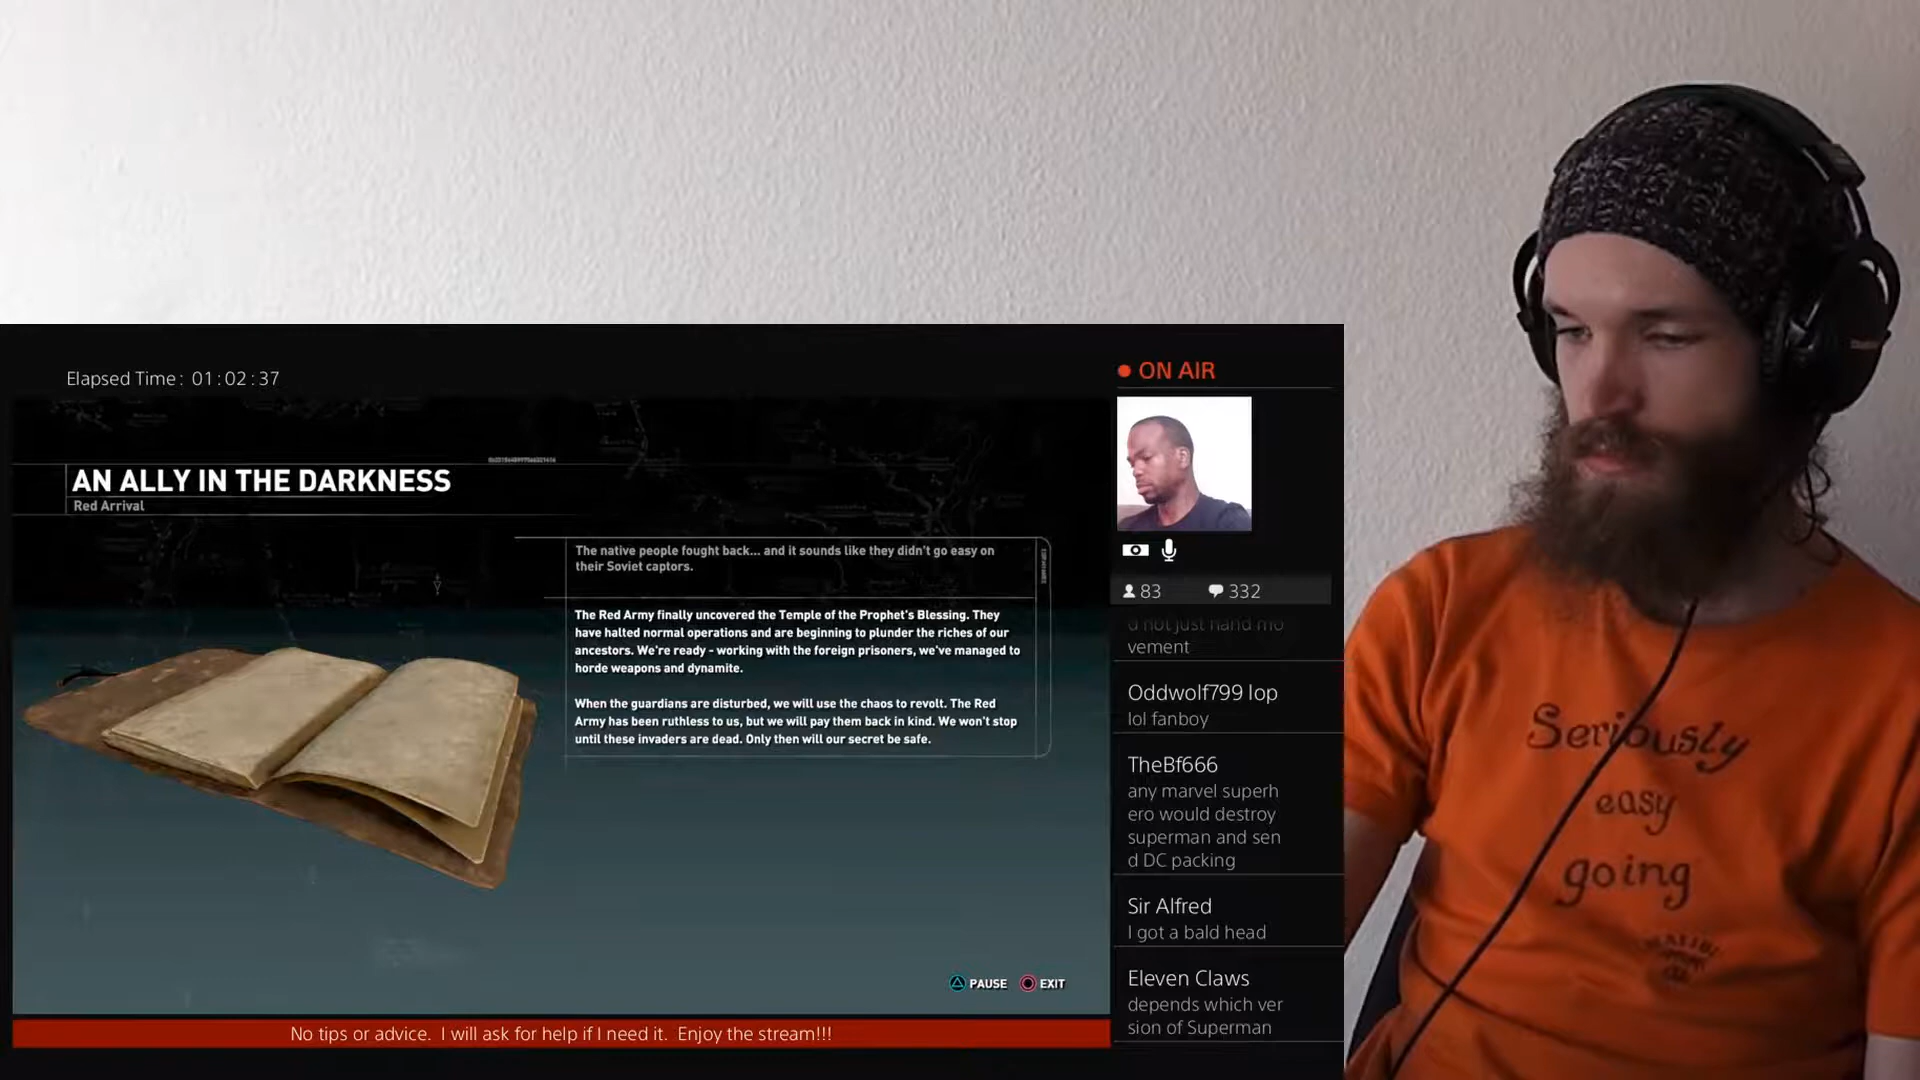 Elapsed Time: 01:02:37
AN ALLY IN THE DARKNESS
Red Arrival
The native people fought back... and it sounds like they didn't go easy on
their Soviet captors.
The Red Army finally uncovered the Temple of the Prophet's Blessing. They
have halted normal operations and are beginning to plunder the riches of our
ancestors. We're ready - working with the foreign prisoners, we've managed to
horde weapons and dynamite.
When the guardians are disturbed, we will use the chaos to revolt. The Red
Army has been ruthless to us, but we will pay them back in kind. We won't stop
until these invaders are dead. Only then will our secret be safe.
PAUSE EXIT
No tips or advice. I will ask for help if I need it. Enjoy the stream!!!
ON AIR
83 332
d not just hand mo
vement
Oddwolf799 lop
lol fanboy
TheBf666
any marvel superh
ero would destroy
superman and sen
d DC packing
Sir Alfred
I got a bald head
Eleven Claws
depends which ver
sion of Superman
Seriously
easy
going